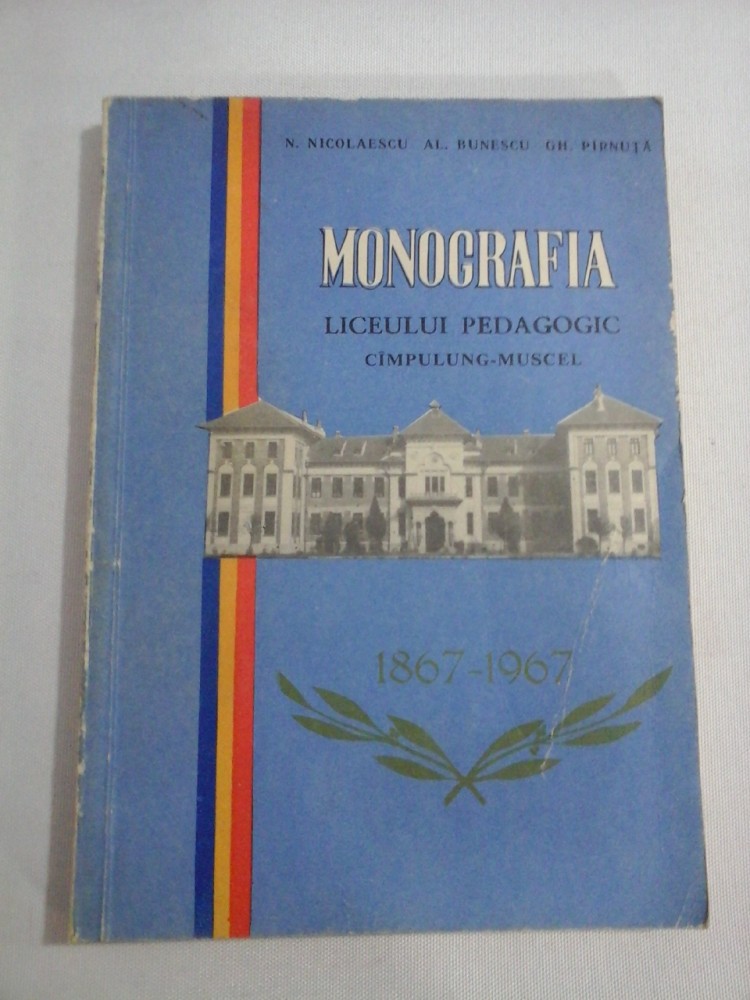 N. NICOLAESCU AL. BUNESCU GH. PÎRNUȚĂ
MONOGRAFIA
LICEULUI PEDAGOGIC
CÎMPULUNG-MUSCEL
1867-1967